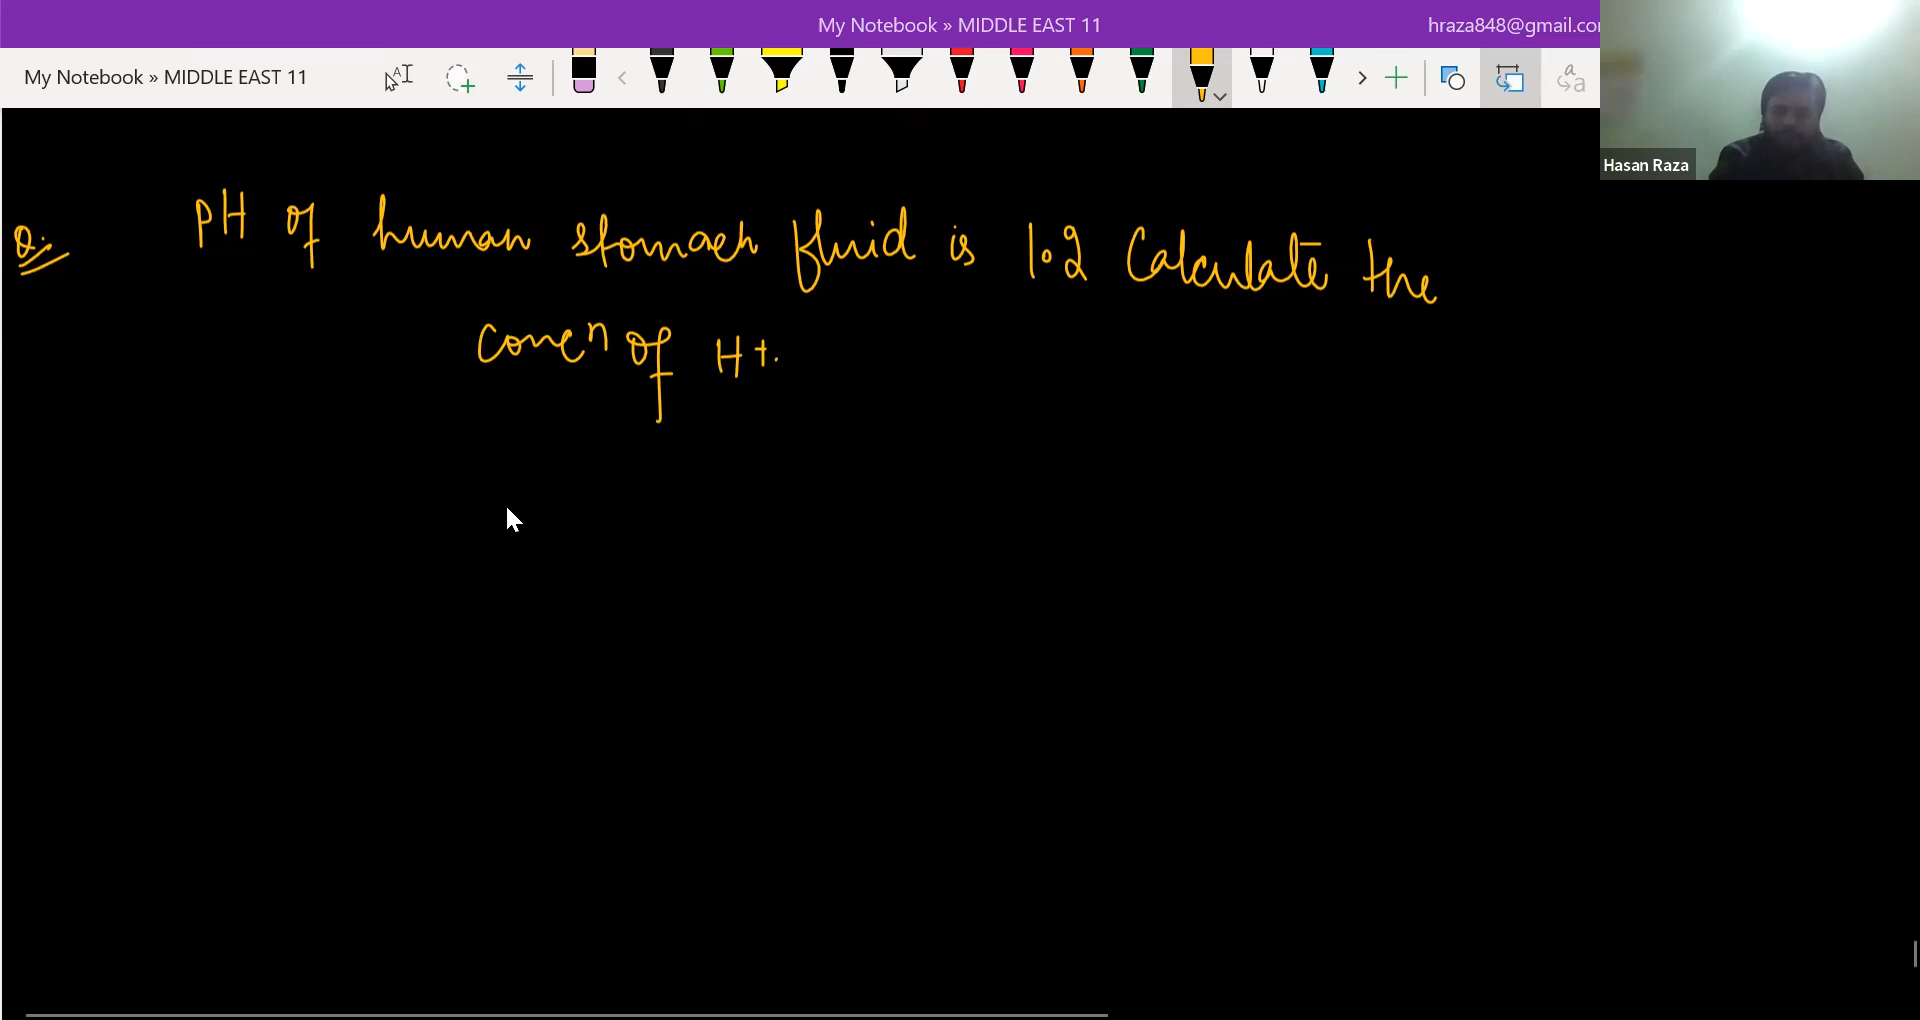 My Notebook » MIDDLE EAST 11
hraza848@gmail.co
My Notebook » MIDDLE EAST 11
Hasan Raza
Q. PH of human stomach fluid is 1.2 Calculate the
concn of H+.